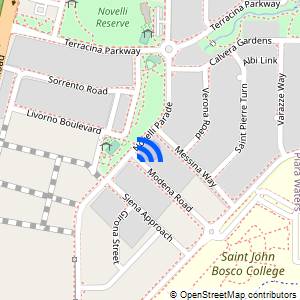 Novelli
Reserve
Terracina Parkway
Terracina Parkway
Calvera Gardens
Abi Link
Sorrento Road
Livorno Boulevard
Novelli Parade
Verona Road
Saint Pierre Turn
Varazze Way
Messina Way
Modena Road
Siena Approach
Girona Street
Piara Waters
Saint John
Bosco College
© OpenStreetMap contributors